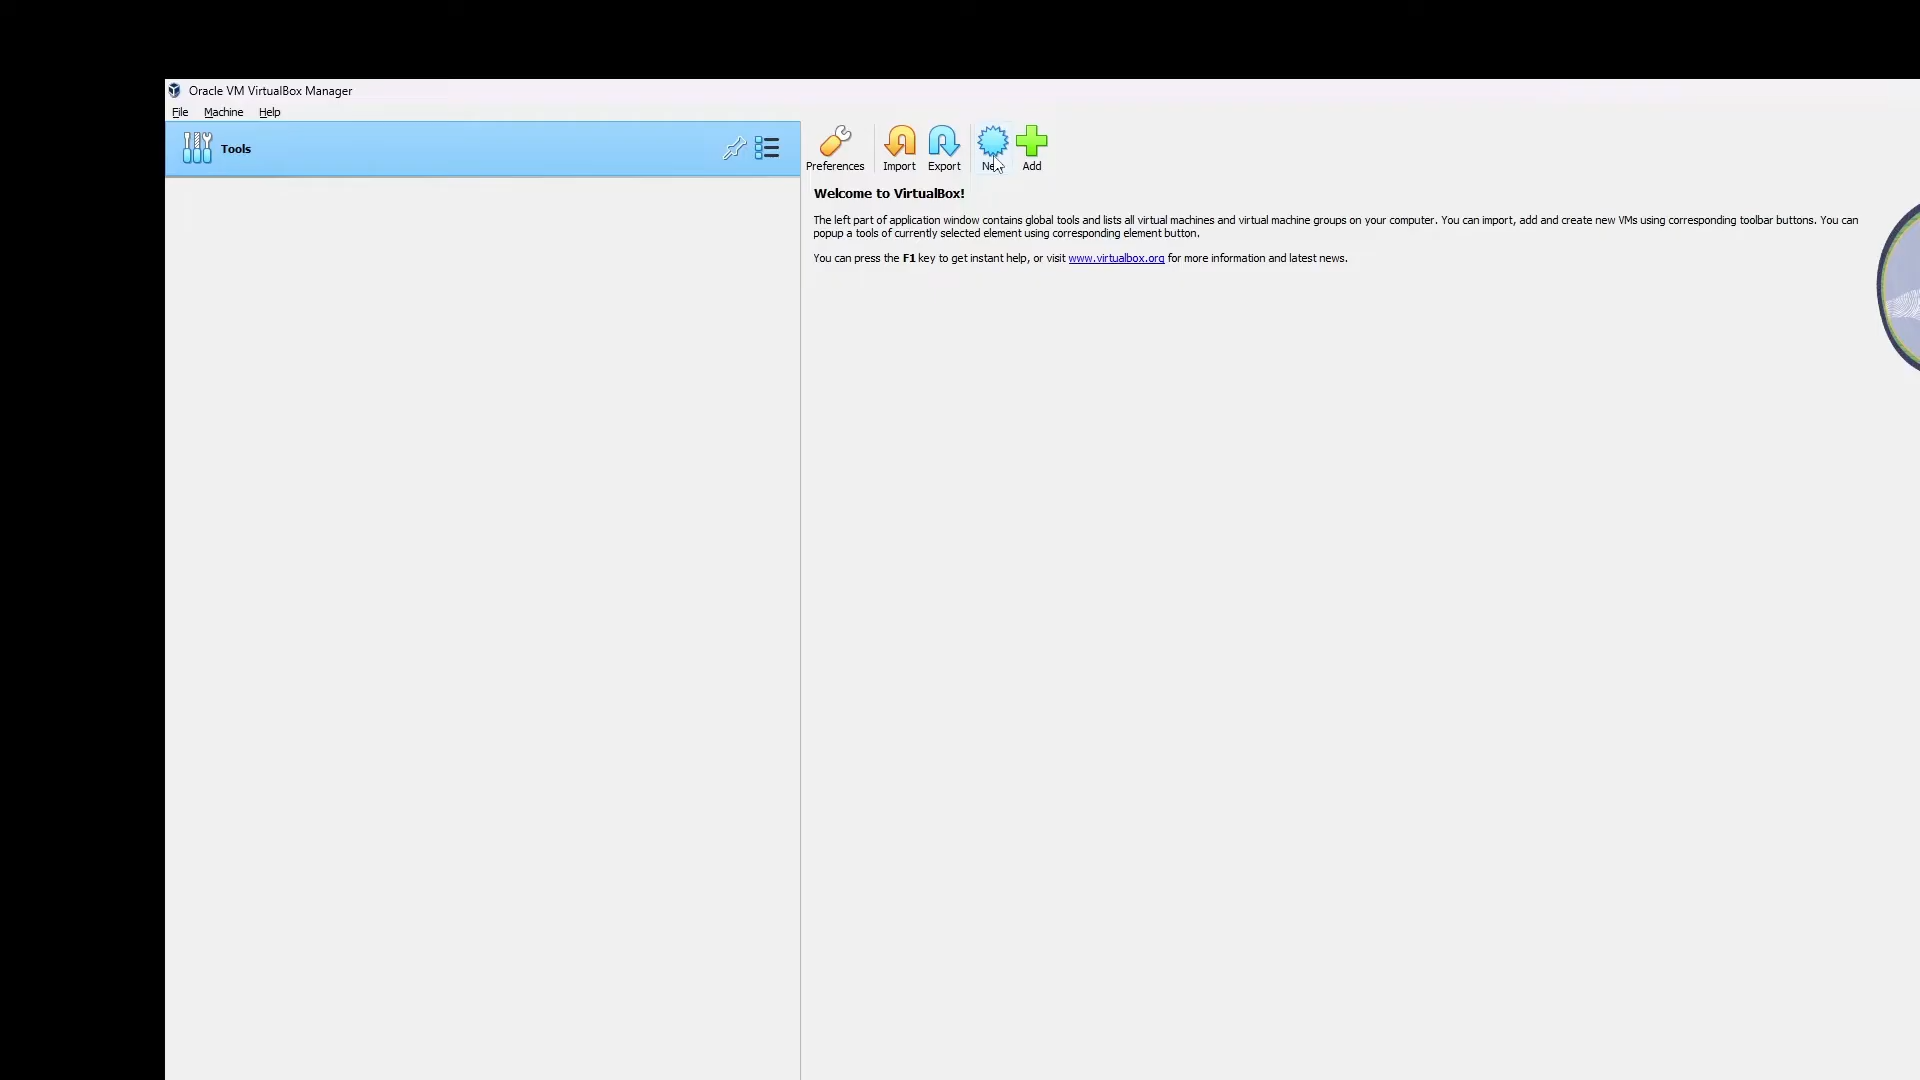 Oracle VM VirtualBox Manager
File Machine Help
Tools
Preferences Import Export New Add
Welcome to VirtualBox!
The left part of application window contains global tools and lists all virtual machines and virtual machine groups on your computer. You can import, add and create new VMs using corresponding toolbar buttons. You can
popup a tools of currently selected element using corresponding element button.
You can press the F1 key to get instant help, or visit www.virtualbox.org for more information and latest news.